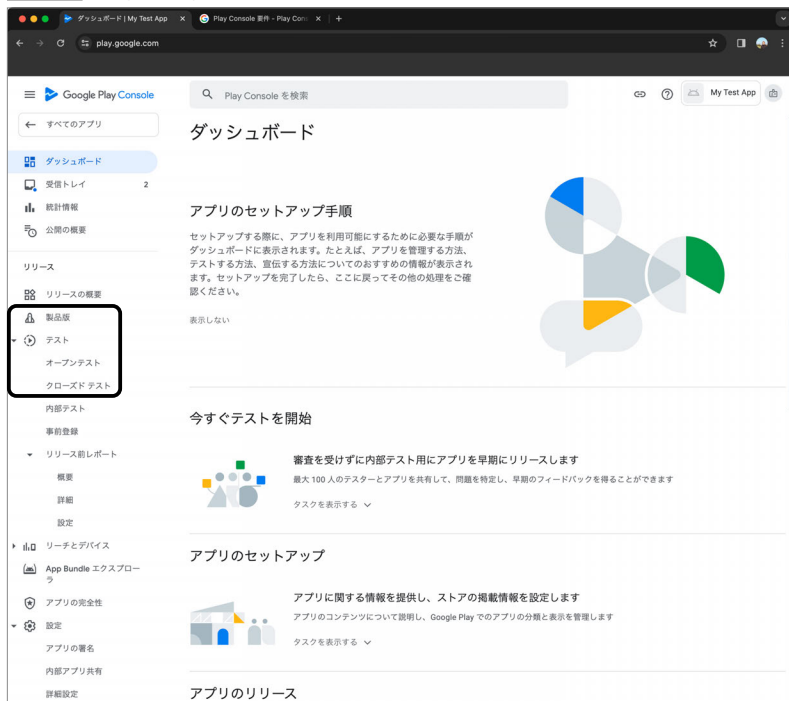 ダッシュボード | My Test App
Google Play Console 要件 - Play Con
play.google.com
Google Play Console
Play Console を検索
My Test App
すべてのアプリ
ダッシュボード
受信トレイ 2
統計情報
公開の概要
リリース
リリースの概要
製品版
テスト
オープンテスト
クローズド テスト
内部テスト
事前登録
リリース前レポート
概要
詳細
設定
リーチとデバイス
App Bundle エクスプロー
ラ
アプリの完全性
設定
アプリの署名
内部アプリ共有
詳細設定
ダッシュボード
アプリのセットアップ手順
セットアップする際に、アプリを利用可能にするために必要な手順が
ダッシュボードに表示されます。たとえば、アプリを管理する方法、
テストする方法、宣伝する方法についてのおすすめの情報が表示され
ます。セットアップを完了したら、ここに戻ってその他の処理をご確
認ください。
表示しない
今すぐテストを開始
審査を受けずに内部テスト用にアプリを早期にリリースします
最大 100 人のテスターとアプリを共有して、問題を特定し、早期のフィードバックを得ることができます
タスクを表示する
アプリのセットアップ
アプリに関する情報を提供し、ストアの掲載情報を設定します
アプリのコンテンツについて説明し、Google Play でのアプリの分類と表示を管理します
タスクを表示する
アプリのリリース